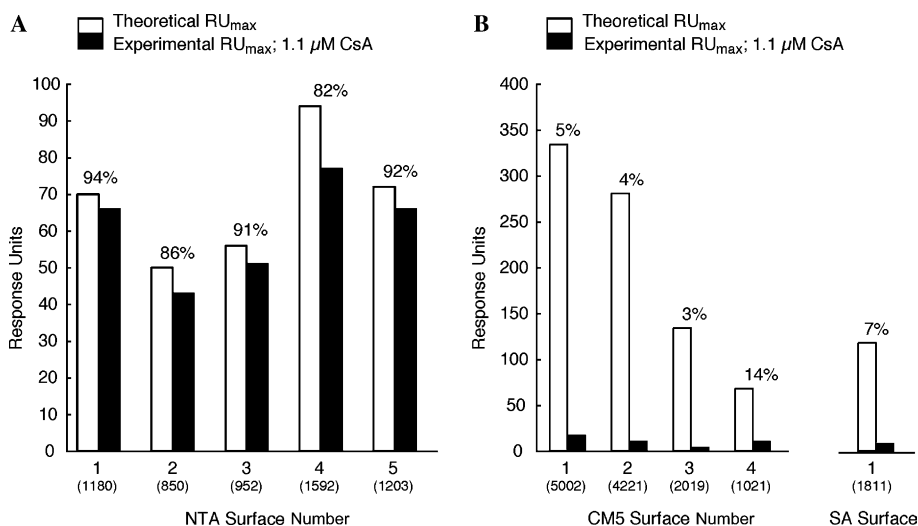 A
Theoretical RUmax
Experimental RUmax; 1.1 µM CsA
Response Units
100
90
80
70
60
50
40
30
20
10
0
94%
86%
91%
82%
92%
1 2 3 4 5
(1180) (850) (952) (1592) (1203)
NTA Surface Number
B
Theoretical RUmax
Experimental RUmax; 1.1 µM CsA
Response Units
400
350
300
250
200
150
100
50
0
5%
4%
3%
14%
7%
1 2 3 4 1
(5002) (4221) (2019) (1021) (1811)
CM5 Surface Number SA Surface